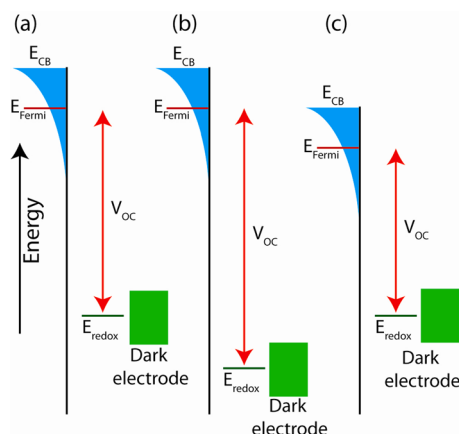 (a)
E_CB
E_Fermi
Energy
V_OC
E_redox
Dark
electrode
(b)
E_CB
E_Fermi
V_OC
E_redox
Dark
electrode
(c)
E_CB
E_Fermi
V_OC
E_redox
Dark
electrode